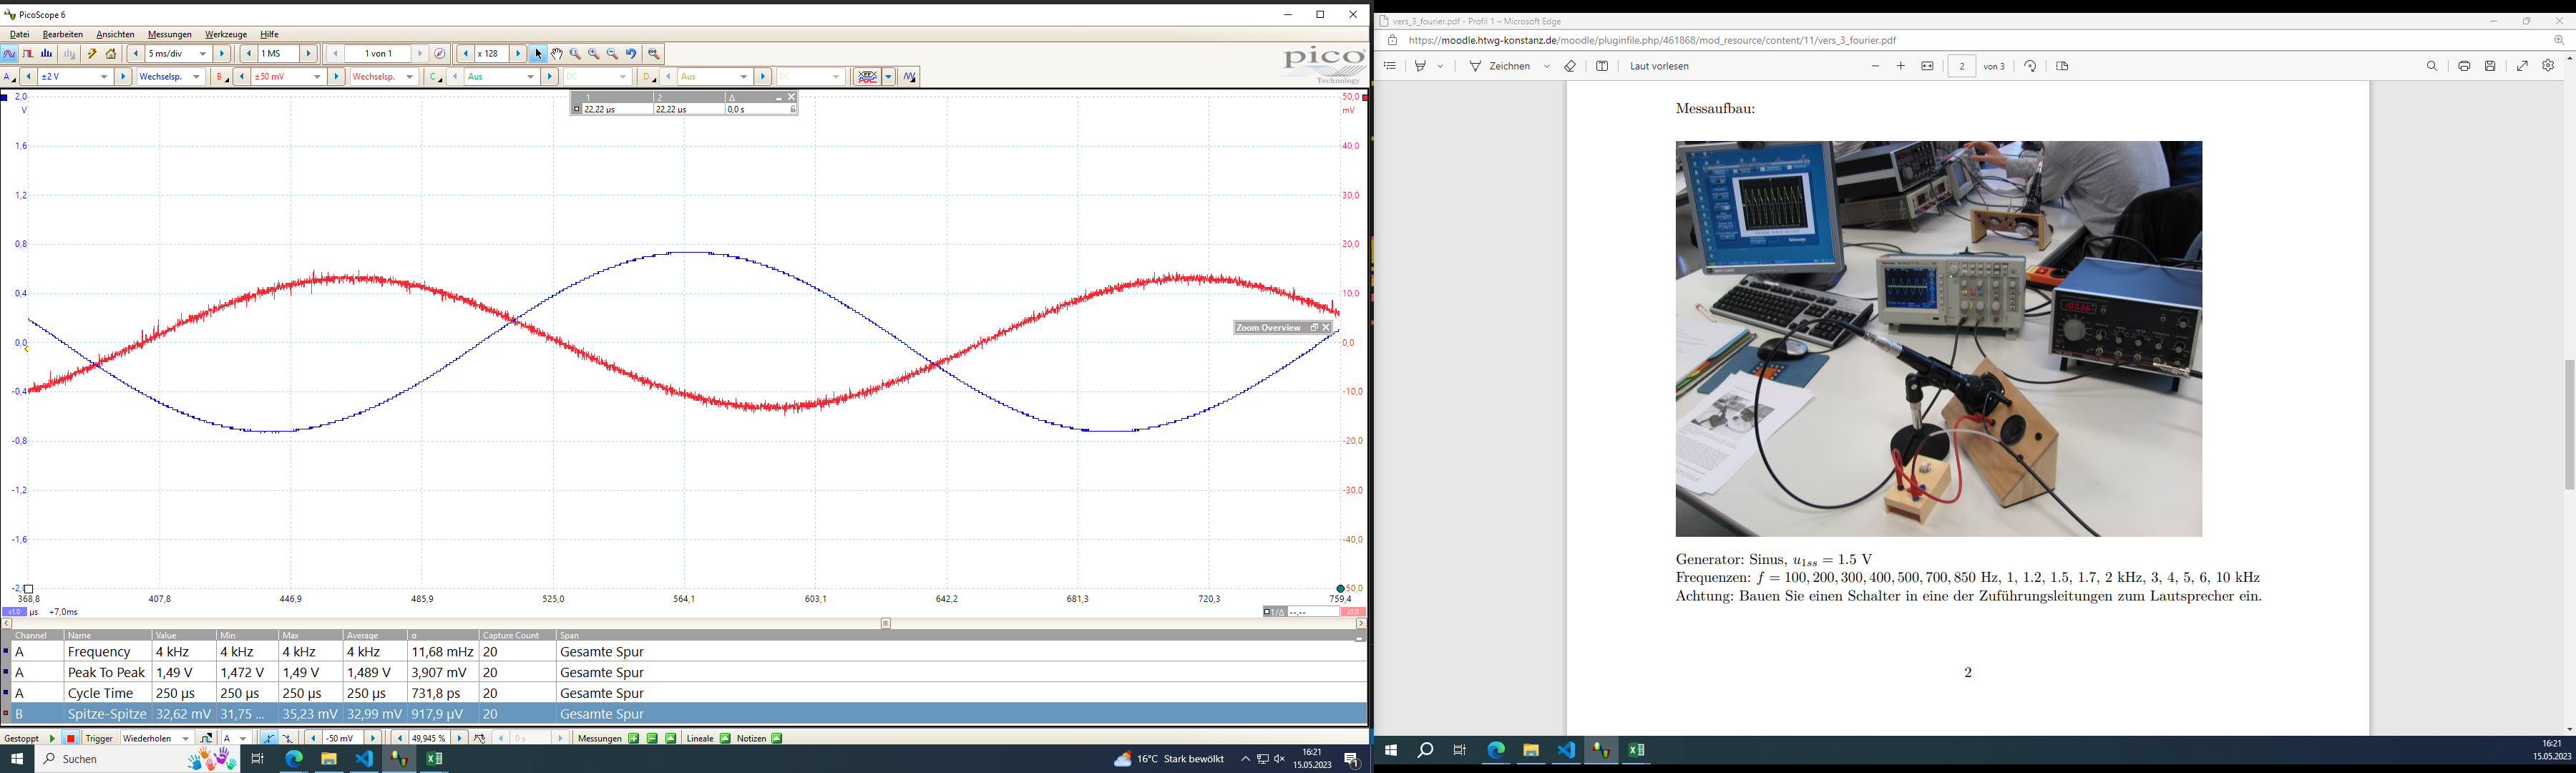 PicoScope 6
Datei Bearbeiten Ansichten Messungen Werkzeuge Hilfe
5 ms/div 1 MS 1 von 1 x 128
pico
Technology
A ±2 V Wechselsp. B ±50 mV Wechselsp. C Aus DC D Aus DC
1 2 Δ
22,22 µs 22,22 µs 0,0 s
2,0
V
1,6
1,2
0,8
0,4
0,0
-0,4
-0,8
-1,2
-1,6
-2,0
50,0
mV
40,0
30,0
20,0
10,0
0,0
-10,0
-20,0
-30,0
-40,0
-50,0
Zoom Overview
368,8 407,8 446,9 485,9 525,0 564,1 603,1 642,2 681,3 720,3 759,4
x1,0 µs +7,0ms 1/Δ --,-- x1,0
Channel Name Value Min Max Average σ Capture Count Span
A Frequency 4 kHz 4 kHz 4 kHz 4 kHz 11,68 mHz 20 Gesamte Spur
A Peak To Peak 1,49 V 1,472 V 1,49 V 1,489 V 3,907 mV 20 Gesamte Spur
A Cycle Time 250 µs 250 µs 250 µs 250 µs 731,8 ps 20 Gesamte Spur
B Spitze-Spitze 32,62 mV 31,75 ... 35,23 mV 32,99 mV 917,9 µV 20 Gesamte Spur
Gestoppt Trigger Wiederholen A -50 mV 49,945 % 0 s Messungen Lineale Notizen
Suchen 16°C Stark bewölkt 16:21
15.05.2023
1
vers_3_fourier.pdf - Profil 1 – Microsoft Edge
https://moodle.htwg-konstanz.de/moodle/pluginfile.php/461868/mod_resource/content/11/vers_3_fourier.pdf
Zeichnen Laut vorlesen 2 von 3
Messaufbau:
Generator: Sinus, u1ss = 1.5 V
Frequenzen: f = 100, 200, 300, 400, 500, 700, 850 Hz, 1, 1.2, 1.5, 1.7, 2 kHz, 3, 4, 5, 6, 10 kHz
Achtung: Bauen Sie einen Schalter in eine der Zuführungsleitungen zum Lautsprecher ein.
2
16:21
15.05.2023